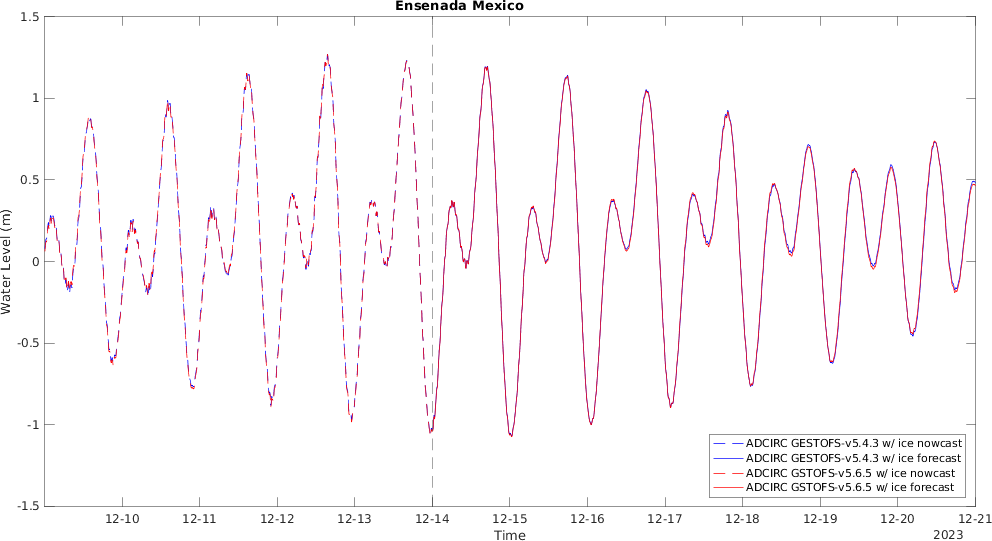 Ensenada Mexico
1.5
1
0.5
0
-0.5
-1
-1.5
Water Level (m)
12-10
12-11
12-12
12-13
12-14
12-15
12-16
12-17
12-18
12-19
12-20
12-21
Time
2023
ADCIRC GESTOFS-v5.4.3 w/ ice nowcast
ADCIRC GESTOFS-v5.4.3 w/ ice forecast
ADCIRC GSTOFS-v5.6.5 w/ ice nowcast
ADCIRC GSTOFS-v5.6.5 w/ ice forecast